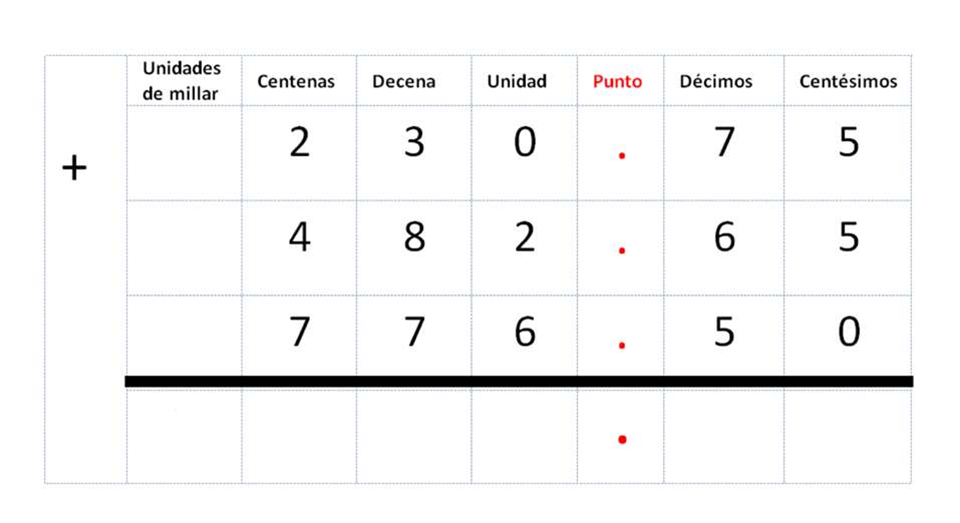 Unidades de millar Centenas Decena Unidad Punto Décimos Centésimos
+ 2 3 0 . 7 5
4 8 2 . 6 5
7 7 6 . 5 0
.